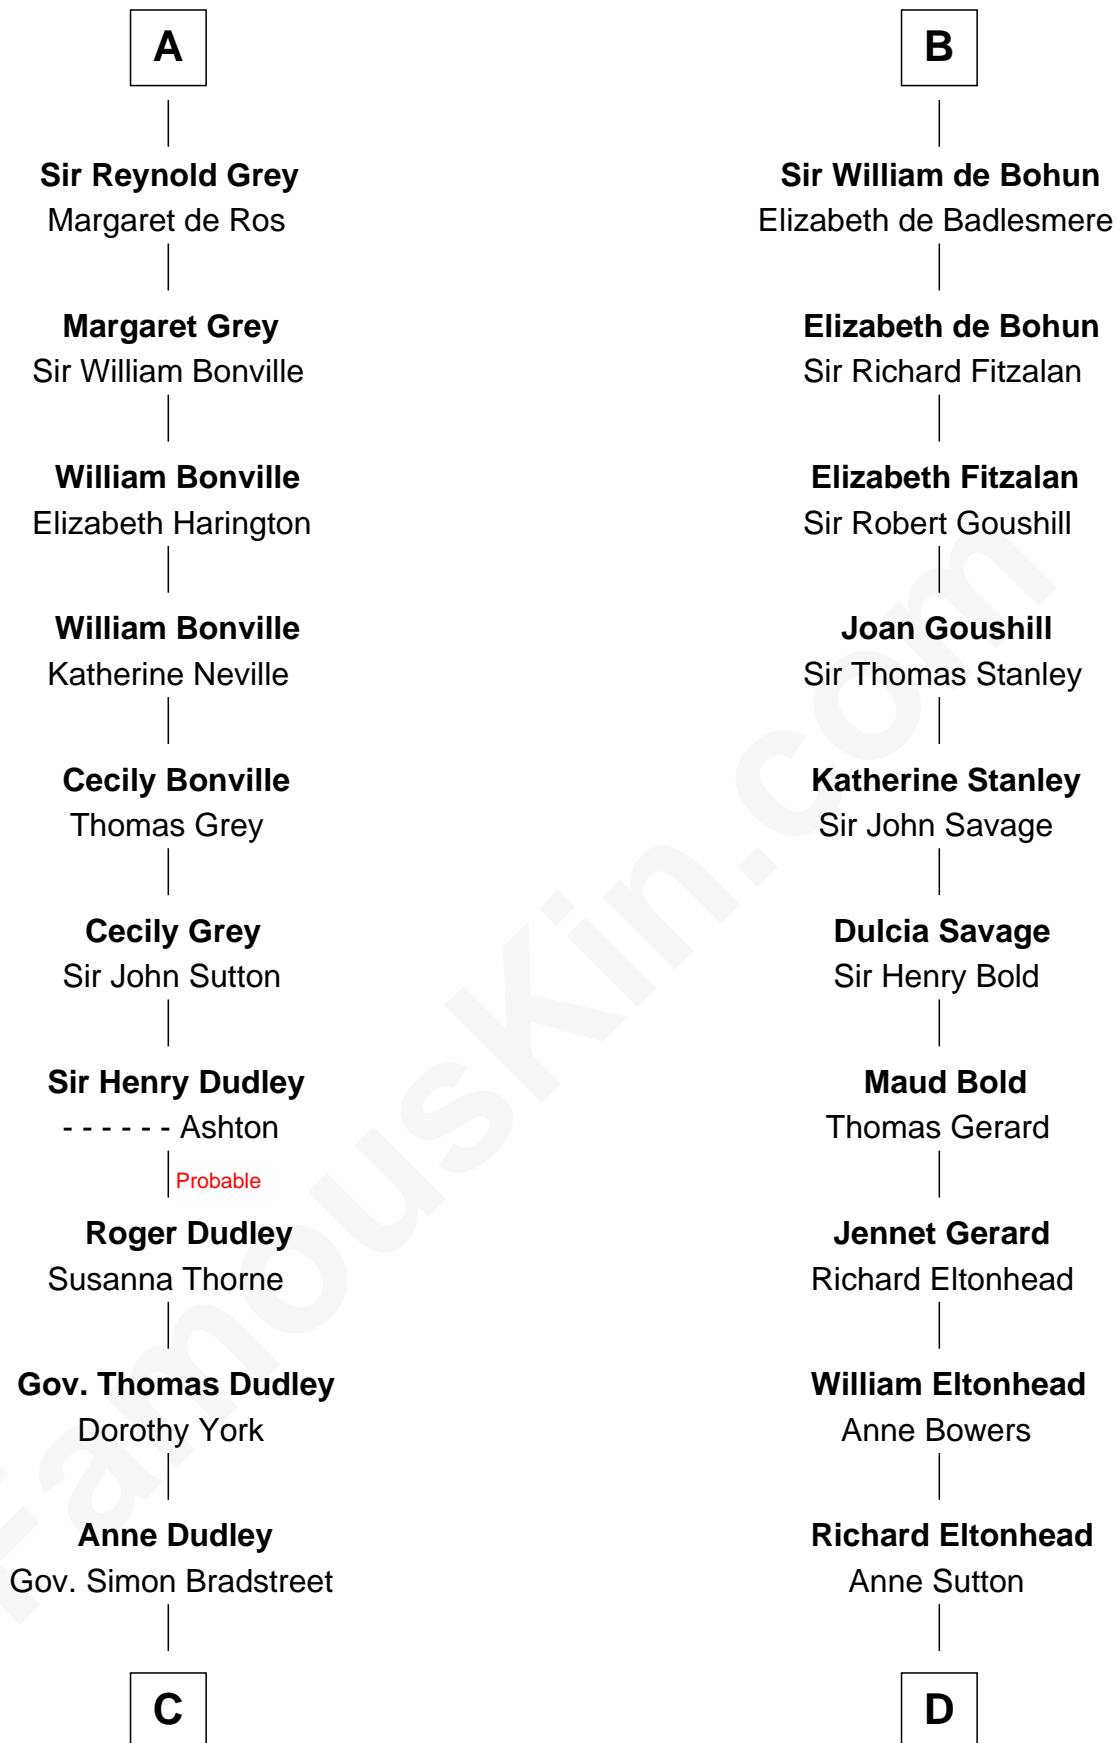 A
Sir Reynold Grey
Margaret de Ros
Margaret Grey
Sir William Bonville
William Bonville
Elizabeth Harington
William Bonville
Katherine Neville
Cecily Bonville
Thomas Grey
Cecily Grey
Sir John Sutton
Sir Henry Dudley
- - - - - - Ashton
Probable
Roger Dudley
Susanna Thorne
Gov. Thomas Dudley
Dorothy York
Anne Dudley
Gov. Simon Bradstreet
C
B
Sir William de Bohun
Elizabeth de Badlesmere
Elizabeth de Bohun
Sir Richard Fitzalan
Elizabeth Fitzalan
Sir Robert Goushill
Joan Goushill
Sir Thomas Stanley
Katherine Stanley
Sir John Savage
Dulcia Savage
Sir Henry Bold
Maud Bold
Thomas Gerard
Jennet Gerard
Richard Eltonhead
William Eltonhead
Anne Bowers
Richard Eltonhead
Anne Sutton
D
FamousKin.com